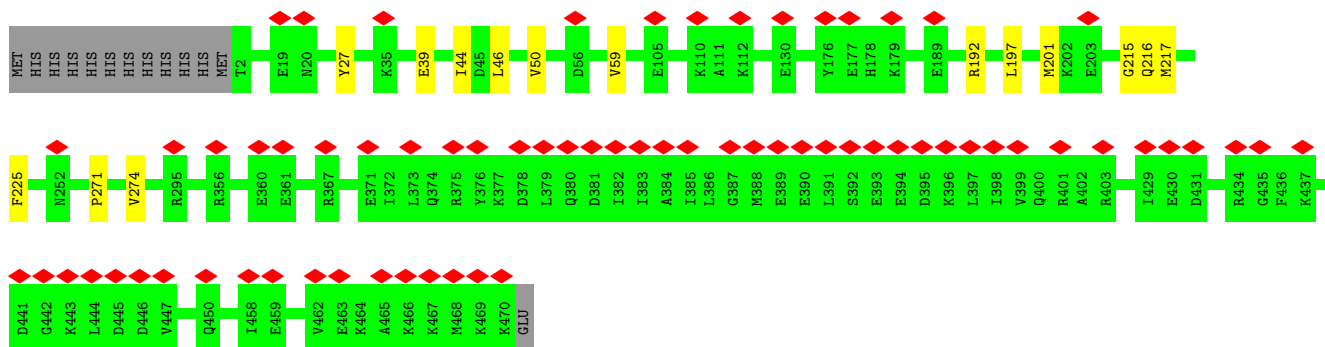 MET HIS HIS HIS HIS HIS HIS HIS HIS HIS HIS MET T2 E19 N20 Y27 K35 E39 I44 D45 L46 V50 D56 V59 E105 K110 A111 K112 E130 Y176 E177 H178 K179 E189 R192 L197 M201 K202 E203 G215 Q216 M217
F225 N252 P271 V274 R295 R356 E360 E361 R367 E371 I372 L373 Q374 R375 Y376 K377 D378 L379 Q380 D381 I382 I383 A384 I385 L386 G387 M388 E389 E390 L391 S392 E393 E394 D395 K396 L397 I398 V399 Q400 R401 A402 R403 I429 E430 D431 R434 G435 F436 K437
D441 G442 K443 L444 D445 D446 V447 Q450 I458 E459 V462 E463 K464 A465 K466 K467 M468 K469 K470 GLU